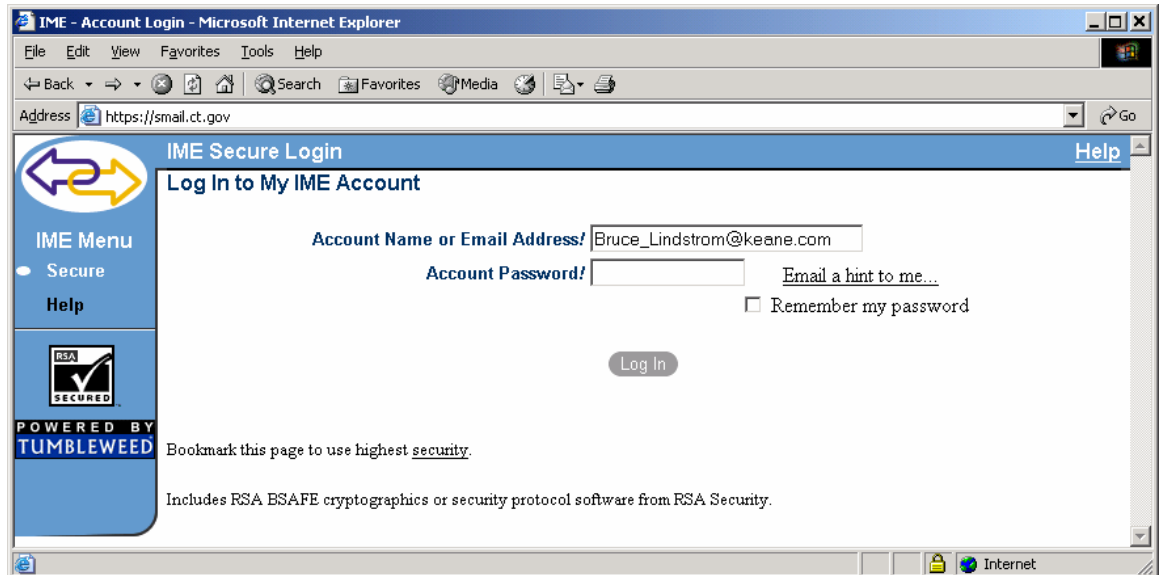 IME - Account Login - Microsoft Internet Explorer
File Edit View Favorites Tools Help
Back Search Favorites Media
Address https://smail.ct.gov Go
IME Secure Login Help
Log In to My IME Account
IME Menu
Secure
Help
Account Name or Email Address! Bruce_Lindstrom@keane.com
Account Password! Email a hint to me...
Remember my password
Log In
RSA
SECURED
POWERED BY
TUMBLEWEED
Bookmark this page to use highest security.
Includes RSA BSAFE cryptographics or security protocol software from RSA Security.
Internet